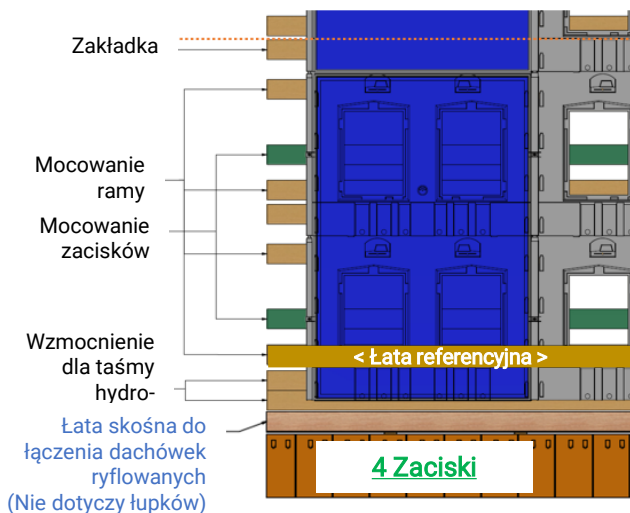 Zakładka
Mocowanie
ramy
Mocowanie
zacisków
Wzmocnienie
dla taśmy
hydro-
< Łata referencyjna >
Łata skośna do
łączenia dachówek
ryflowanych
(Nie dotyczy łupków)
4 Zaciski